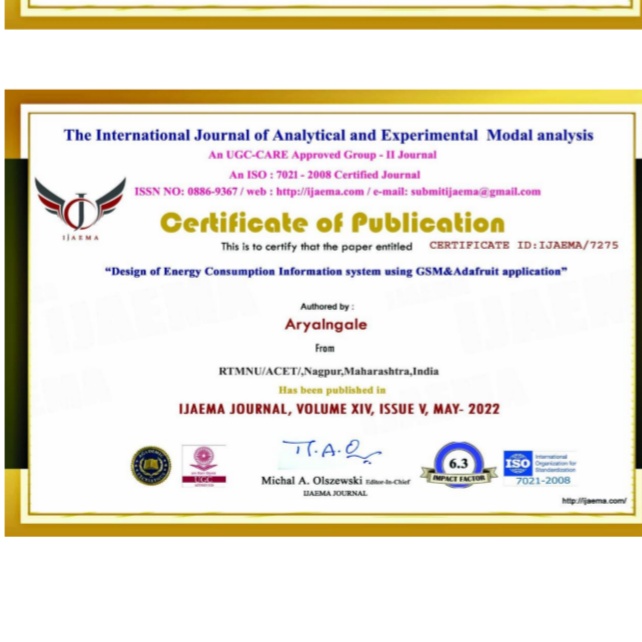 The International Journal of Analytical and Experimental Modal analysis
An UGC-CARE Approved Group - II Journal
An ISO : 7021 - 2008 Certified Journal
ISSN NO: 0886-9367 / web : http://ijaema.com / e-mail: submitijaema@gmail.com
IJAEMA
Certificate of Publication
This is to certify that the paper entitled CERTIFICATE ID:IJAEMA/7275
“Design of Energy Consumption Information system using GSM&Adafruit application”
Authored by :
AryaIngale
From
RTMNU/ACET/,Nagpur,Maharashtra,India
Has been published in
IJAEMA JOURNAL, VOLUME XIV, ISSUE V, MAY- 2022
UGC
Michal A. Olszewski Editor-In-Chief
IJAEMA JOURNAL
6.3
IMPACT FACTOR
ISO
International
Organization for
Standardization
7021-2008
http://ijaema.com/